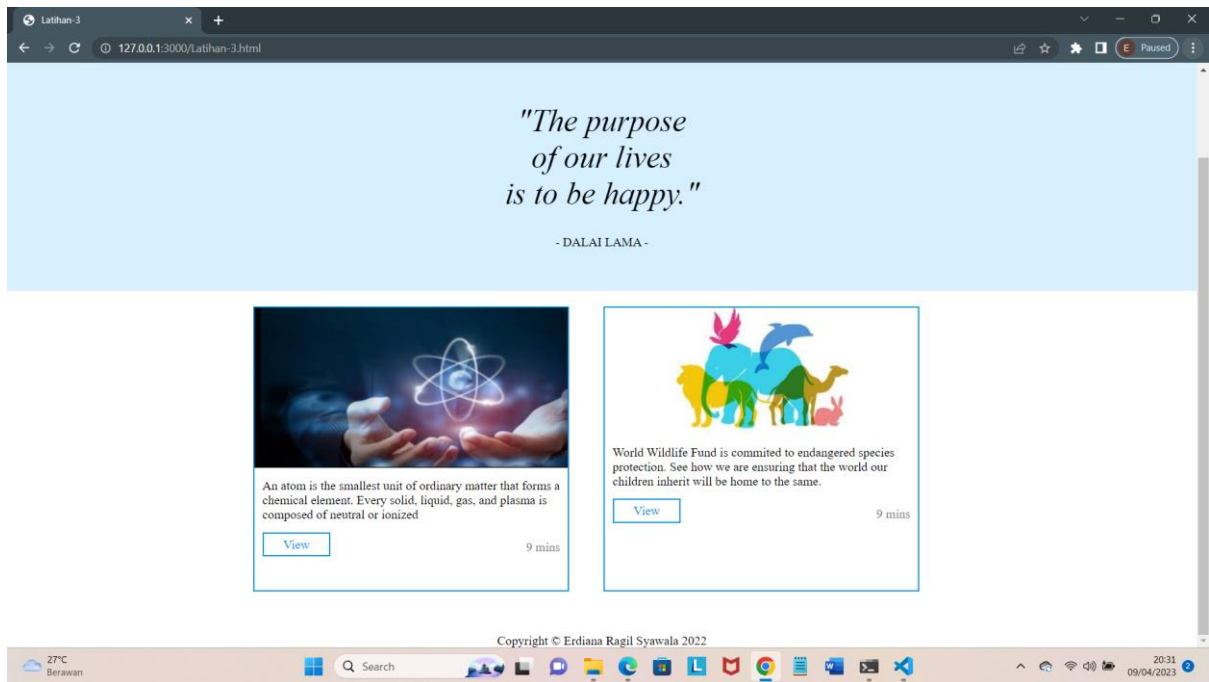 Latihan-3
127.0.0.1:3000/Latihan-3.html
E Paused
"The purpose
of our lives
is to be happy."
- DALAI LAMA -
An atom is the smallest unit of ordinary matter that forms a
chemical element. Every solid, liquid, gas, and plasma is
composed of neutral or ionized
View
9 mins
World Wildlife Fund is commited to endangered species
protection. See how we are ensuring that the world our
children inherit will be home to the same.
View
9 mins
Copyright © Erdiana Ragil Syawala 2022
27°C
Berawan
Search
20:31
09/04/2023
2